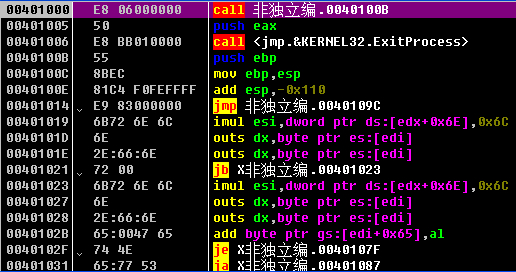 00401000 E8 06000000 call 非独立编.0040100B
00401005 50 push eax
00401006 E8 BB010000 call <jmp.&KERNEL32.ExitProcess>
0040100B 55 push ebp
0040100C 8BEC mov ebp,esp
0040100E 81C4 F0FEFFFF add esp,-0x110
00401014 E9 83000000 jmp 非独立编.0040109C
00401019 6B72 6E 6C imul esi,dword ptr ds:[edx+0x6E],0x6C
0040101D 6E outs dx,byte ptr es:[edi]
0040101E 2E:66:6E outs dx,byte ptr es:[edi]
00401021 72 00 jb X非独立编.00401023
00401023 6B72 6E 6C imul esi,dword ptr ds:[edx+0x6E],0x6C
00401027 6E outs dx,byte ptr es:[edi]
00401028 2E:66:6E outs dx,byte ptr es:[edi]
0040102B 65:0047 65 add byte ptr gs:[edi+0x65],al
0040102F 74 4E je X非独立编.0040107F
00401031 65:77 53 ja X非独立编.00401087